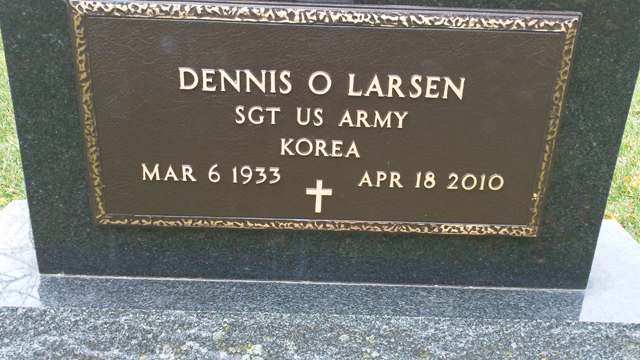 DENNIS O LARSEN
SGT US ARMY
KOREA
MAR 6 1933 APR 18 2010